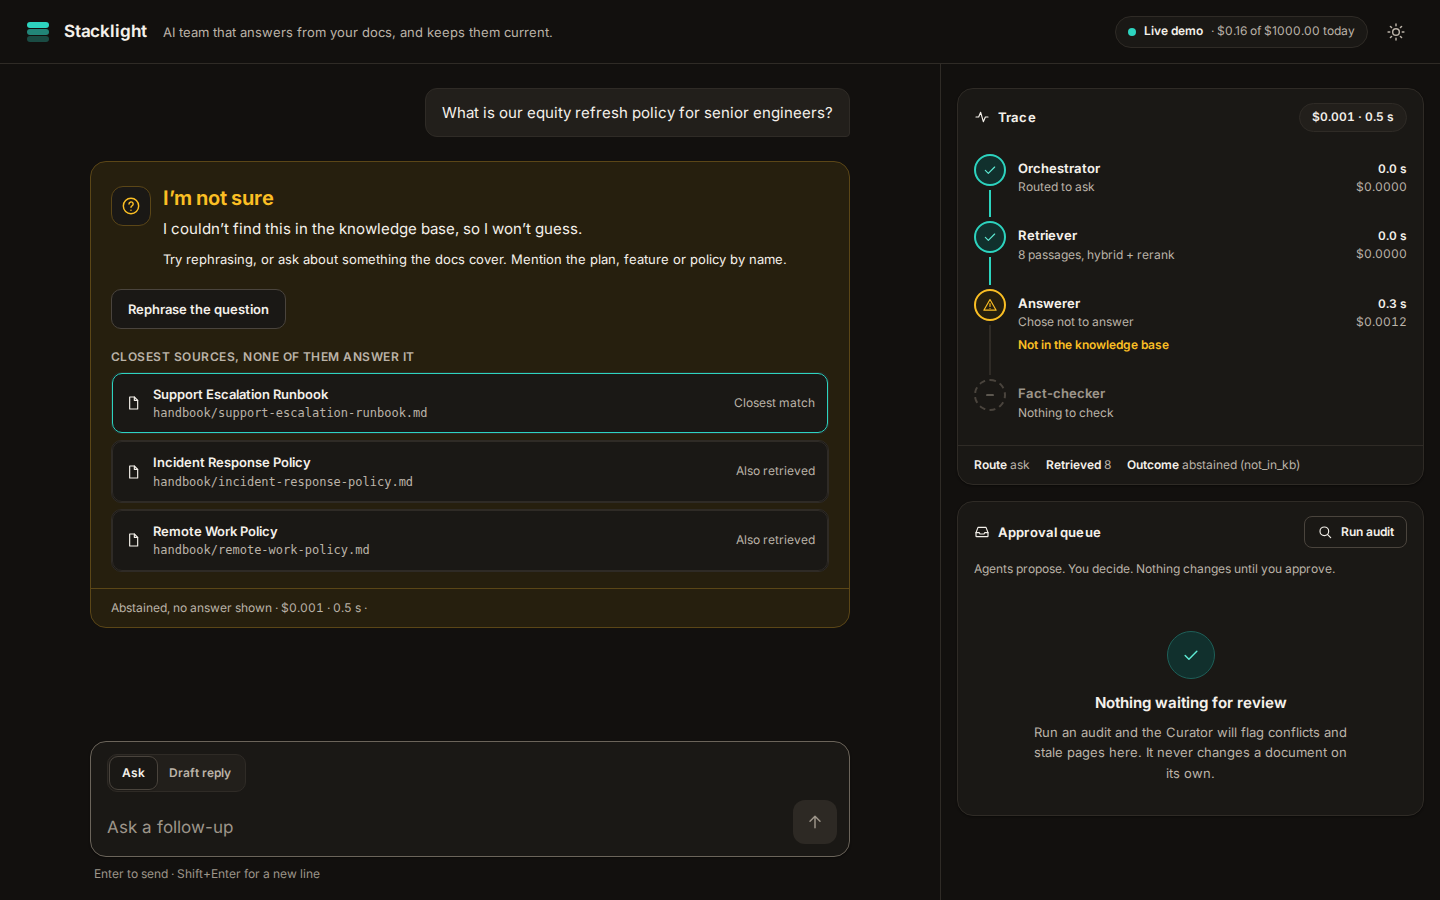 Stacklight
AI team that answers from your docs, and keeps them current.
Live demo · $0.16 of $1000.00 today
What is our equity refresh policy for senior engineers?
I'm not sure
I couldn't find this in the knowledge base, so I won't guess.
Try rephrasing, or ask about something the docs cover. Mention the plan, feature or policy by name.
Rephrase the question
CLOSEST SOURCES, NONE OF THEM ANSWER IT
Support Escalation Runbook
handbook/support-escalation-runbook.md
Closest match
Incident Response Policy
handbook/incident-response-policy.md
Also retrieved
Remote Work Policy
handbook/remote-work-policy.md
Also retrieved
Abstained, no answer shown · $0.001 · 0.5 s ·
Ask
Draft reply
Ask a follow-up
Enter to send · Shift+Enter for a new line
Trace
$0.001 · 0.5 s
Orchestrator
0.0 s
Routed to ask
$0.0000
Retriever
0.0 s
8 passages, hybrid + rerank
$0.0000
Answerer
0.3 s
Chose not to answer
$0.0012
Not in the knowledge base
Fact-checker
Nothing to check
Route ask
Retrieved 8
Outcome abstained (not_in_kb)
Approval queue
Run audit
Agents propose. You decide. Nothing changes until you approve.
Nothing waiting for review
Run an audit and the Curator will flag conflicts and
stale pages here. It never changes a document on
its own.